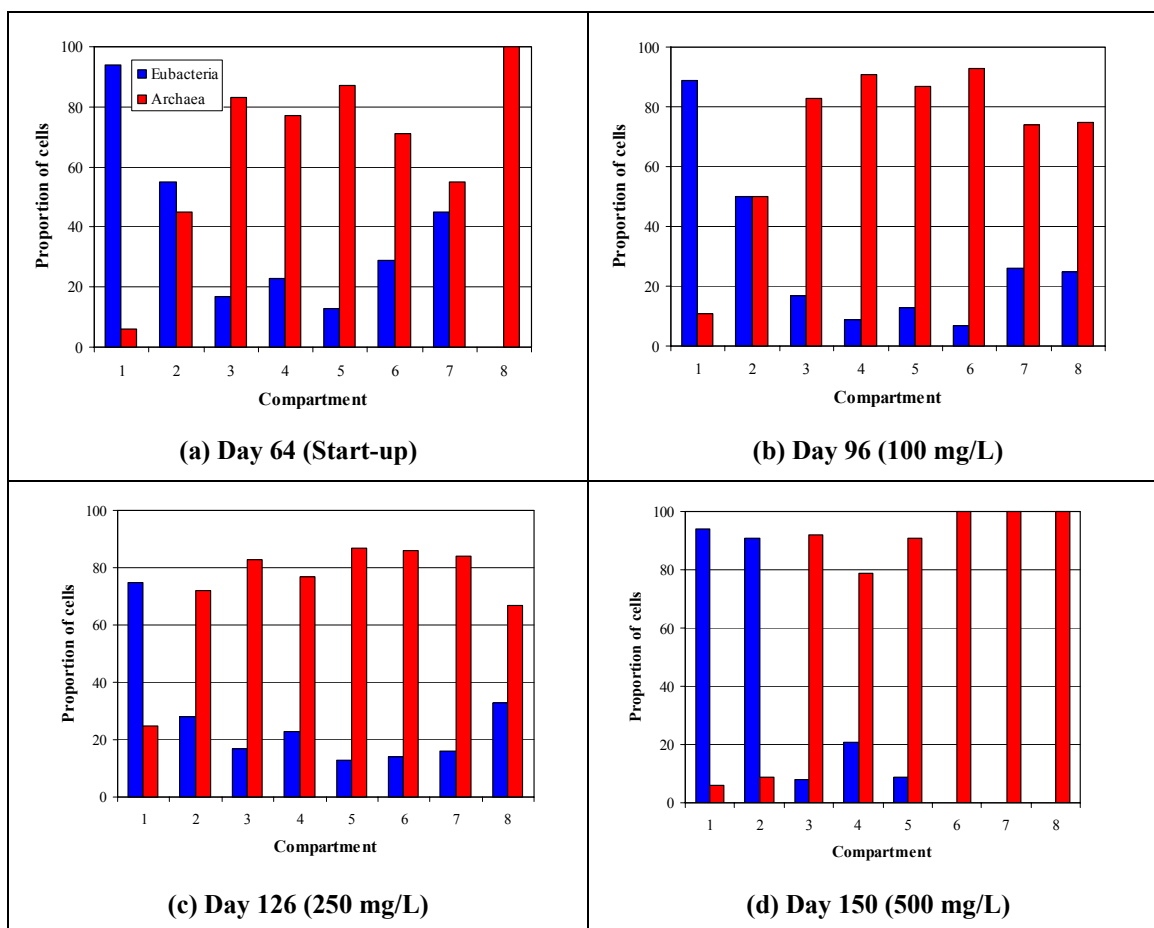 100
80
60
40
20
0
Proportion of cells
Eubacteria
Archaea
1 2 3 4 5 6 7 8
Compartment
(a) Day 64 (Start-up)
100
80
60
40
20
0
Proportion of cells
1 2 3 4 5 6 7 8
Compartment
(b) Day 96 (100 mg/L)
100
80
60
40
20
0
Proportion of cells
1 2 3 4 5 6 7 8
Compartment
(c) Day 126 (250 mg/L)
100
80
60
40
20
0
Proportion of cells
1 2 3 4 5 6 7 8
Compartment
(d) Day 150 (500 mg/L)